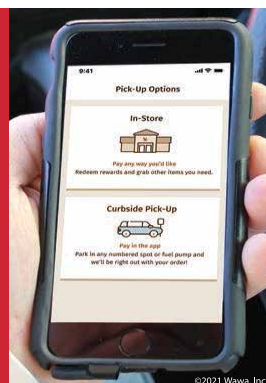 9:41
Pick-Up Options
In-Store
Pay any way you'd like
Redeem rewards and grab other items you need.
Curbside Pick-Up
Pay in the app
Park in any numbered spot or fuel pump and
we'll be right out with your order!
©2021 Wawa, Inc